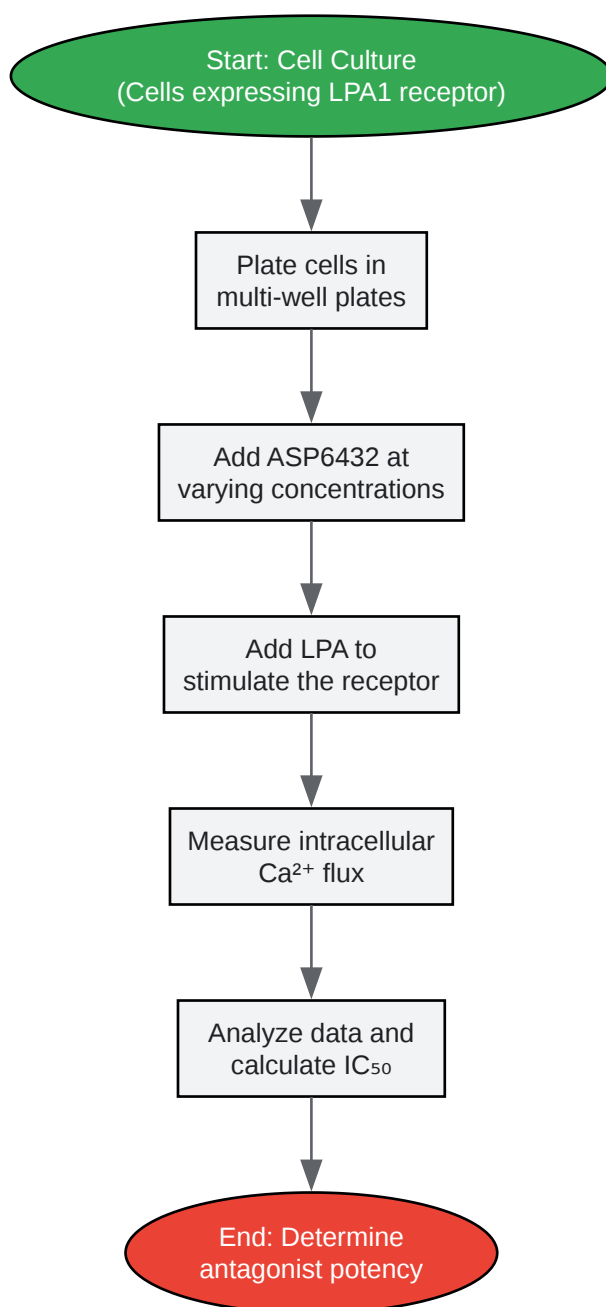 Start: Cell Culture
(Cells expressing LPA1 receptor)
Plate cells in
multi-well plates
Add ASP6432 at
varying concentrations
Add LPA to
stimulate the receptor
Measure intracellular
Ca²⁺ flux
Analyze data and
calculate IC₅₀
End: Determine
antagonist potency